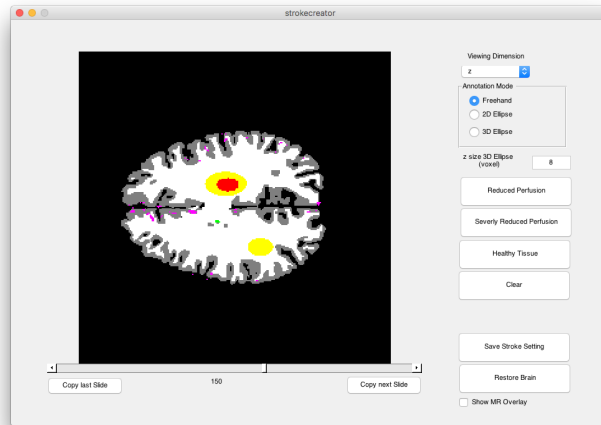 strokecreator
Viewing Dimension
z
Annotation Mode
Freehand
2D Ellipse
3D Ellipse
z size 3D Ellipse
(voxel)
8
Reduced Perfusion
Severly Reduced Perfusion
Healthy Tissue
Clear
Save Stroke Setting
Restore Brain
Show MR Overlay
Copy last Slide
150
Copy next Slide